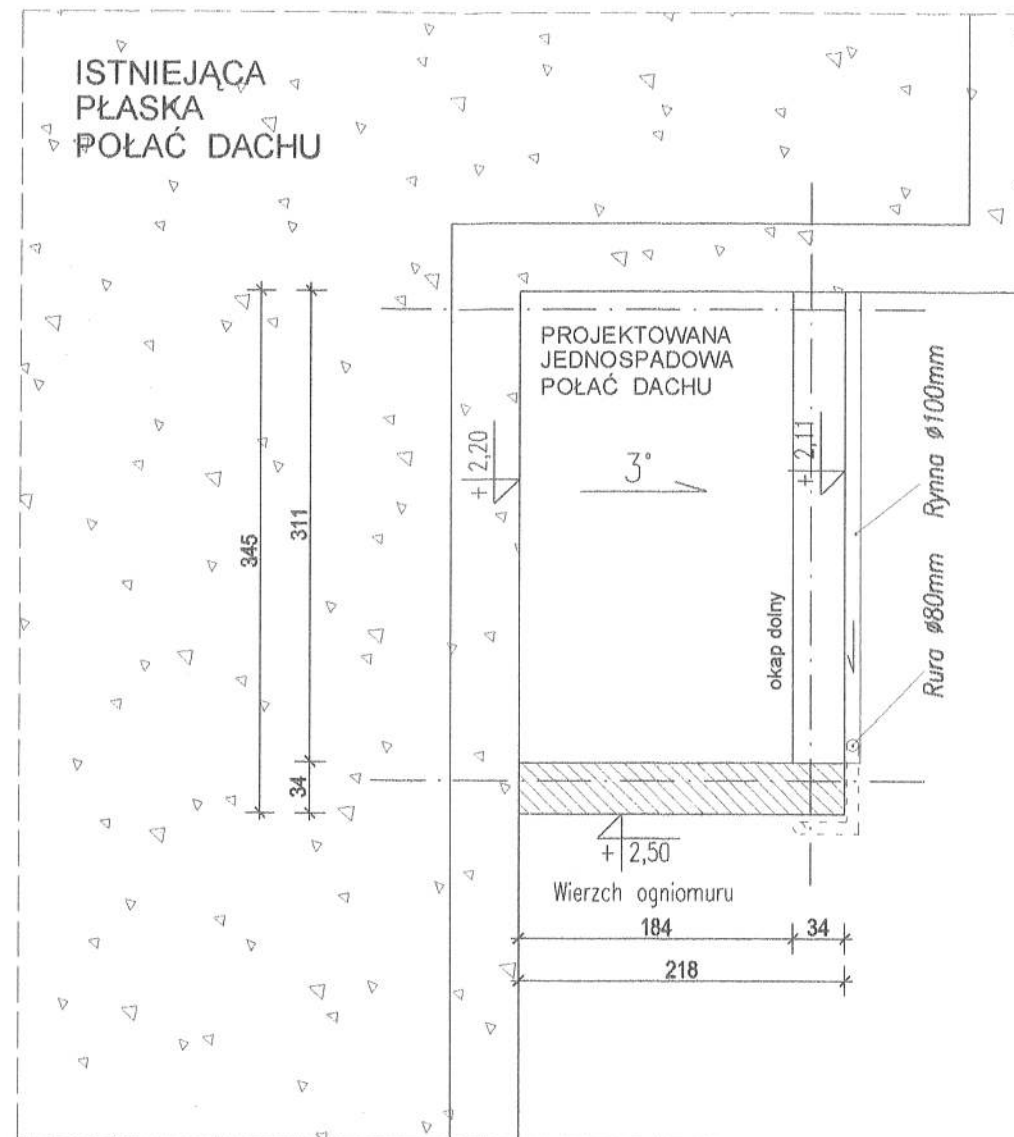 ISTNIEJĄCA
PŁASKA
POŁAĆ DACHU
PROJEKTOWANA
JEDNOSPADOWA
POŁAĆ DACHU
+ 2,20
3°
+ 2,11
Rynna ø100mm
Rura ø80mm
okap dolny
345
311
34
+ 2,50
Wierzch ogniomuru
184
34
218